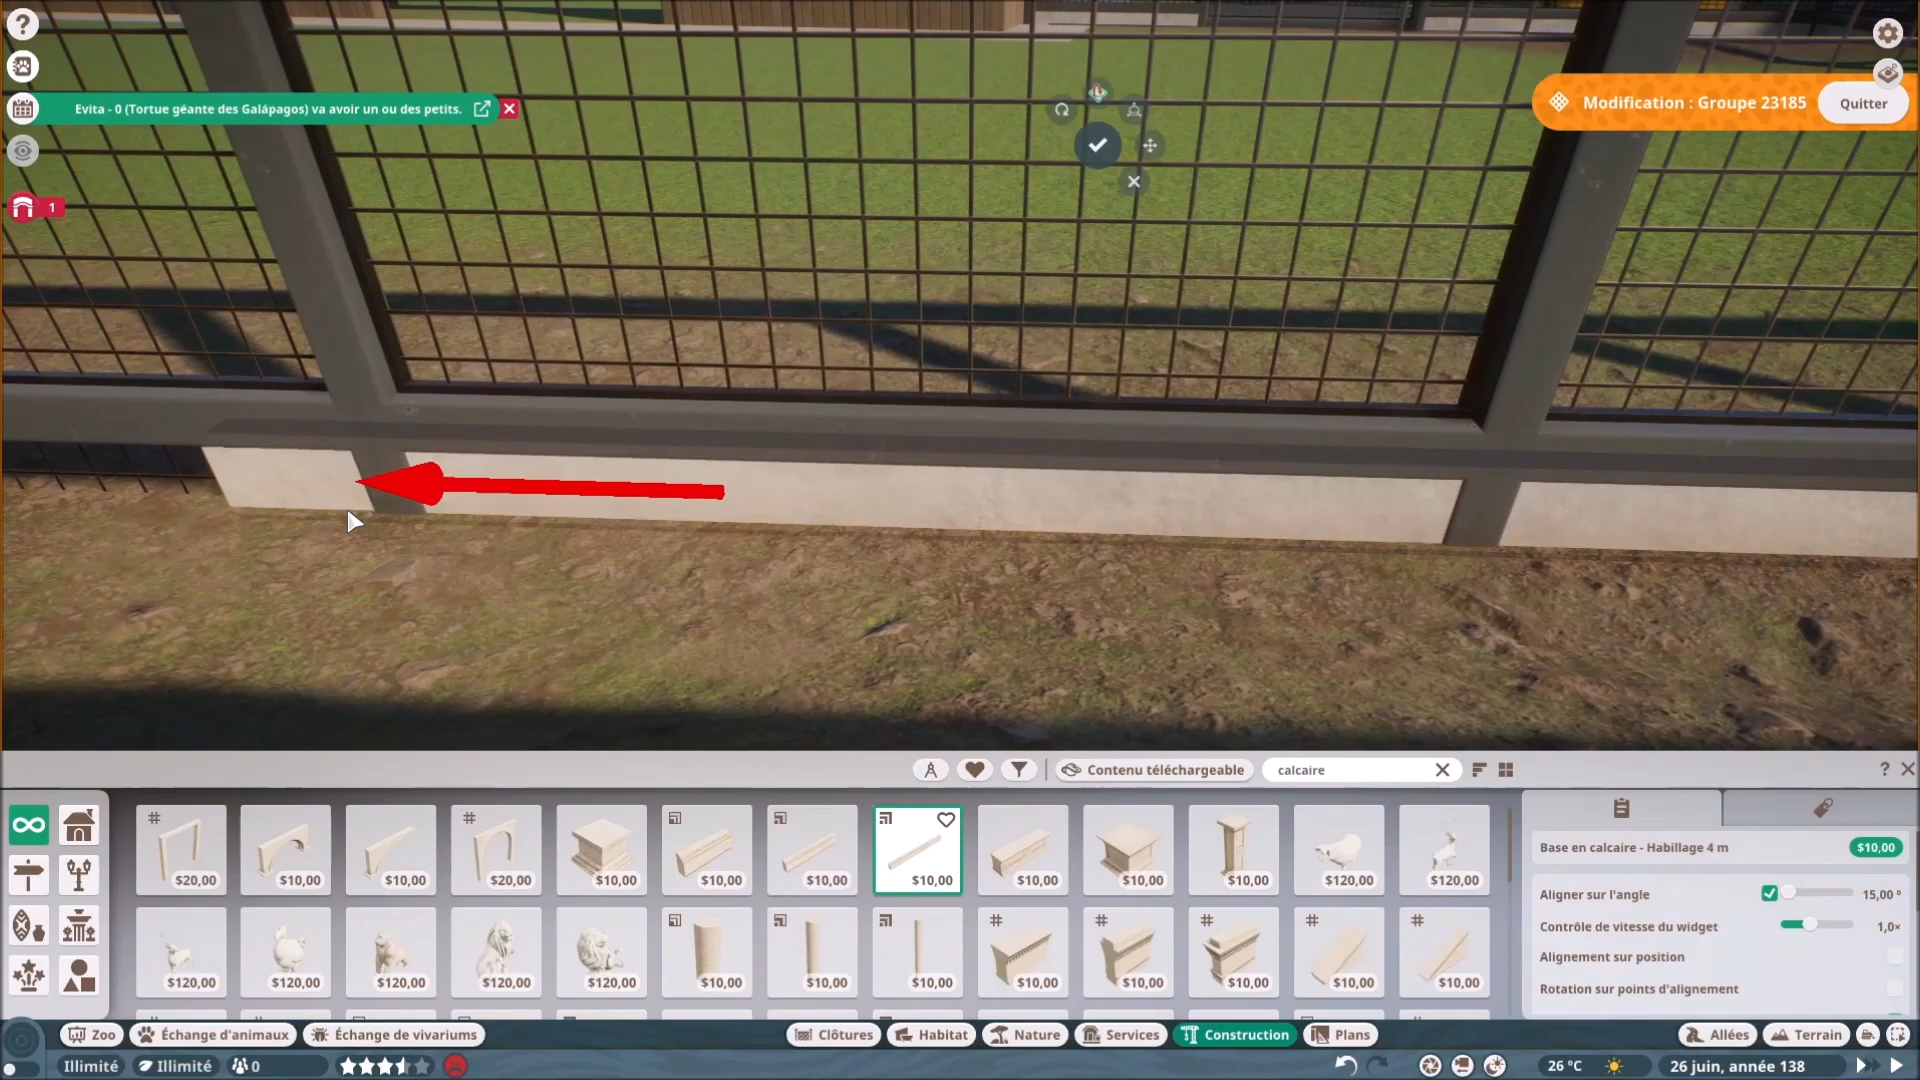 Evita - 0 (Tortue géante des Galápagos) va avoir un ou des petits.
Modification : Groupe 23185
Quitter
1
Contenu téléchargeable
calcaire
$20,00
$10,00
$10,00
$20,00
$10,00
$10,00
$10,00
$10,00
$10,00
$10,00
$10,00
$120,00
$120,00
$120,00
$120,00
$120,00
$120,00
$120,00
$10,00
$10,00
$10,00
$10,00
$10,00
$10,00
$10,00
$10,00
Base en calcaire - Habillage 4 m
$10,00
Aligner sur l'angle
15,00 °
Contrôle de vitesse du widget
1,0×
Alignement sur position
Rotation sur points d'alignement
Zoo
Échange d'animaux
Échange de vivariums
Clôtures
Habitat
Nature
Services
Construction
Plans
Allées
Terrain
Illimité
Illimité
0
26 °C
26 juin, année 138